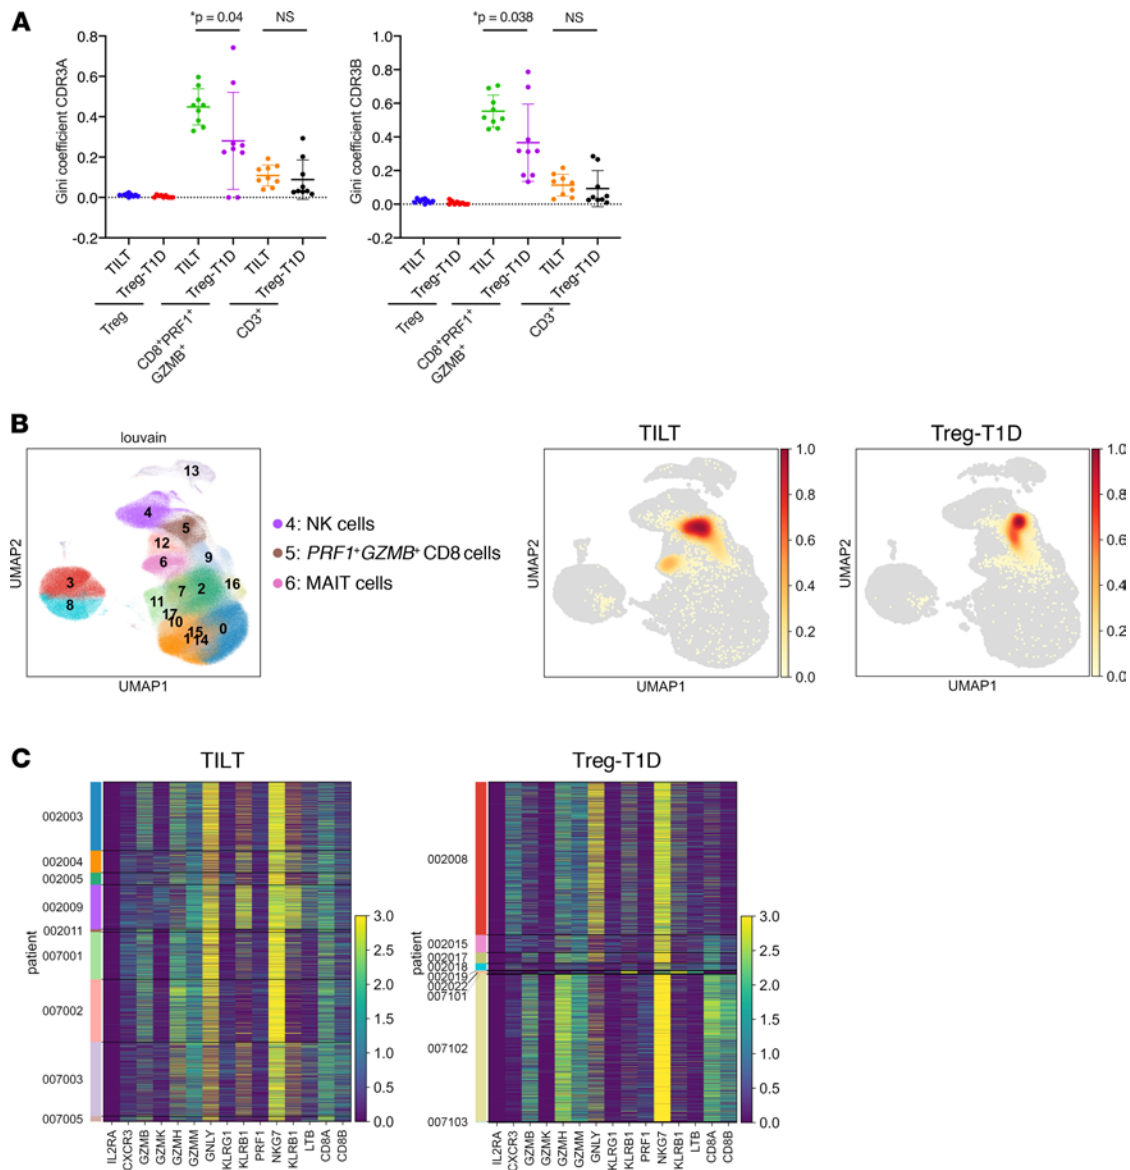 A
*p = 0.04
NS
Gini coefficient CDR3A
0.8
0.6
0.4
0.2
0.0
-0.2
TILT
Treg-T1D
TILT
Treg-T1D
TILT
Treg-T1D
Treg
CD8+PRF1+
GZMB+
CD3+
*p = 0.038
NS
Gini coefficient CDR3B
1.0
0.8
0.6
0.4
0.2
0.0
-0.2
TILT
Treg-T1D
TILT
Treg-T1D
TILT
Treg-T1D
Treg
CD8+PRF1+
GZMB+
CD3+
B
louvain
UMAP2
UMAP1
13
4
5
12
6
9
3
8
7
2
16
11
17
10
0
15
1
14
4: NK cells
5: PRF1+GZMB+ CD8 cells
6: MAIT cells
TILT
UMAP2
UMAP1
1.0
0.8
0.6
0.4
0.2
0.0
Treg-T1D
UMAP2
UMAP1
1.0
0.8
0.6
0.4
0.2
0.0
C
TILT
patient
002003
002004
002005
002009
002011
007001
007002
007003
007005
IL2RA
CXCR3
GZMB
GZMK
GZMH
GZMM
GNLY
KLRG1
KLRB1
PRF1
NKG7
KLRB1
LTB
CD8A
CD8B
3.0
2.5
2.0
1.5
1.0
0.5
0.0
Treg-T1D
patient
002008
002015
002017
002018
002019
002022
007101
007102
007103
IL2RA
CXCR3
GZMB
GZMK
GZMH
GZMM
GNLY
KLRG1
KLRB1
PRF1
NKG7
KLRB1
LTB
CD8A
CD8B
3.0
2.5
2.0
1.5
1.0
0.5
0.0